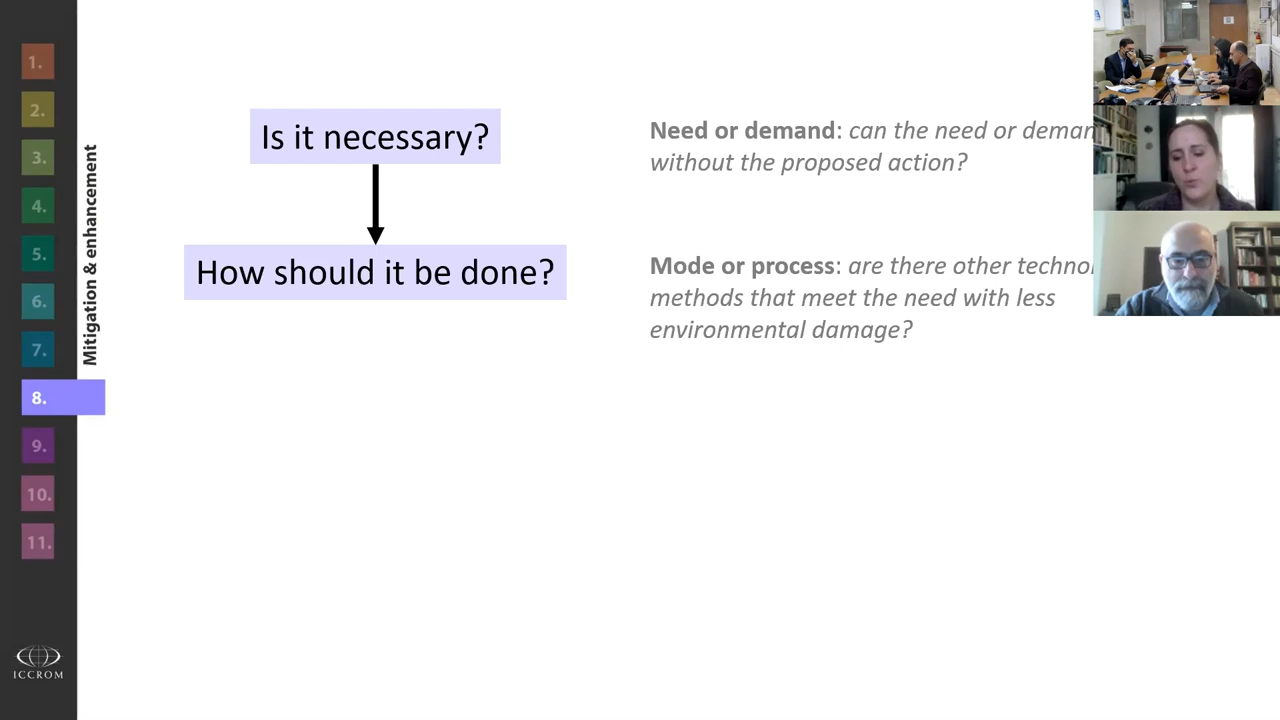 1.
2.
3.
4.
5.
6.
7.
8.
9.
10.
11.
Mitigation & enhancement
ICCROM
Is it necessary?
How should it be done?
Need or demand: can the need or
without the proposed action?
Mode or process: are there other
methods that meet the need with less
environmental damage?